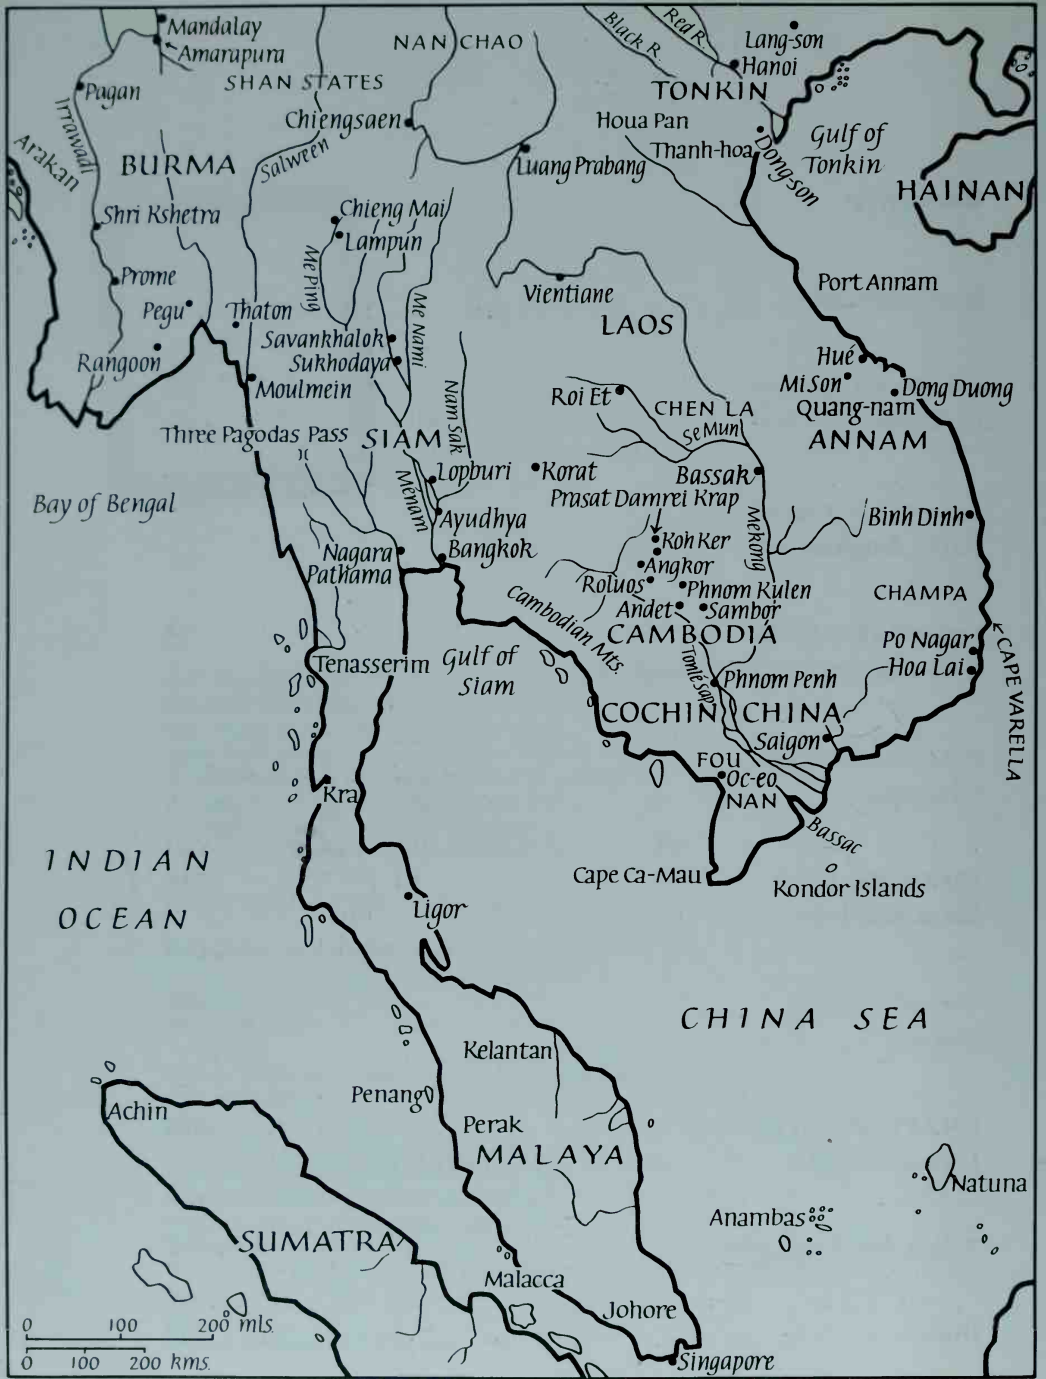 Mandalay
Amarapura
NAN CHAO
Black R.
Red R.
Lang-son
Hanoi
SHAN STATES
TONKIN
Pagan
Irrawadi
Chiengsaen
Houa Pan
Thanh-hoa
Dong-son
Gulf of
Tonkin
Arakan
BURMA
Salween
Luang Prabang
HAINAN
Shri Kshetra
Chieng Mai
Lampun
Me Ping
Prome
Pegu
Thaton
Me Nami
Vientiane
Port Annam
LAOS
Savankhalok
Sukhodaya
Rangoon
Moulmein
Hué
Mi Son
Dong Duong
Quang-nam
ANNAM
Roi Et
CHEN LA
Se Mun
Nam Sak
Three Pagodas Pass
SIAM
Lopburi
Korat
Bassak
Prasat Damrei Krap
Bay of Bengal
Menam
Ayudhya
Bangkok
Nagara
Pathama
Mekong
Binh Dinh
Koh Ker
Angkor
Roluos
Phnom Kulen
Andet
Sambor
Cambodian Mts.
CAMBODIA
CHAMPA
Po Nagar
Hoa Lai
CAPE VARELLA
Tenasserim
Gulf of
Siam
Tonlé Sap
Phnom Penh
COCHIN CHINA
Saigon
FOU
NAN
Oc-eo
Kra
Bassac
Cape Ca-Mau
Kondor Islands
INDIAN
OCEAN
Ligor
CHINA SEA
Kelantan
Penang
Achin
Perak
MALAYA
Natuna
Anambas
SUMATRA
Malacca
Johore
Singapore
0 100 200 mls.
0 100 200 kms.